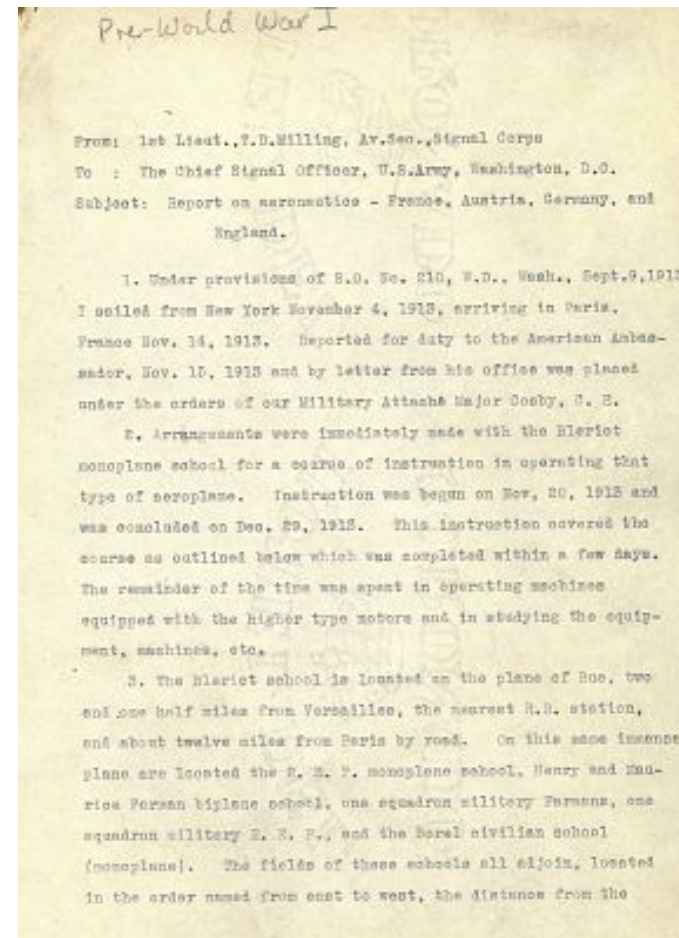 Pre-World War I
From: 1st Lieut.,T.D.Milling, Av.Sec.,Signal Corps
To : The Chief Signal Officer, U.S.Army, Washington, D.C.
Subject: Report on aeronautics - France, Austria, Germany, and
England.
1. Under provisions of S.O. No. 210, W.D., Wash., Sept.9,1913
I sailed from New York November 4, 1913, arriving in Paris,
France Nov. 14, 1913. Reported for duty to the American Ambas-
sador, Nov. 15, 1913 and by letter from his office was placed
under the orders of our Military Attaché Major Cosby, C. E.
2. Arrangements were immediately made with the Bleriot
monoplane school for a course of instruction in operating that
type of aeroplane. Instruction was begun on Nov. 20, 1913 and
was concluded on Dec. 29, 1913. This instruction covered the
course as outlined below which was completed within a few days.
The remainder of the time was spent in operating machines
equipped with the higher type motors and in studying the equip-
ment, machines, etc.
3. The Bleriot school is located on the plane of Buc, two
and one half miles from Versailles, the nearest R.R. station,
and about twelve miles from Paris by road. On this same immense
plane are located the R. E. P. monoplane school, Henry and Mau-
rice Farman biplane school, one squadron military Farmans, one
squadron military R. E. P., and the Borel civilian school
(monoplane). The fields of these schools all adjoin, located
in the order named from east to west, the distance from the